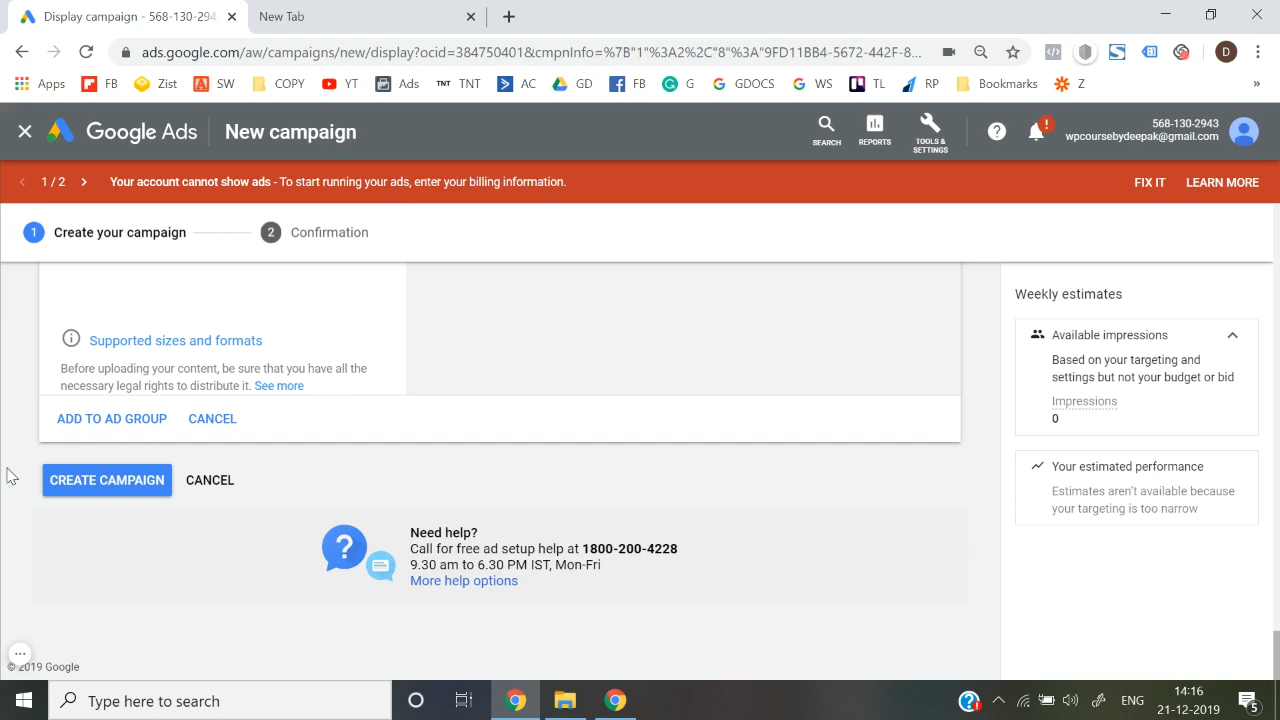 Display campaign - 568-130-294
New Tab
ads.google.com/aw/campaigns/new/display?ocid=384750401&cmpnInfo=%7B"1"%3A2%2C"8"%3A"9FD11BB4-5672-442F-8...
D
Apps FB Zist SW COPY YT Ads TNT TNT AC GD FB G GDOCS WS TL RP Bookmarks Z »
Google Ads New campaign
SEARCH REPORTS TOOLS & SETTINGS
568-130-2943
wpcoursebydeepak@gmail.com
1 / 2 Your account cannot show ads - To start running your ads, enter your billing information. FIX IT LEARN MORE
1 Create your campaign 2 Confirmation
Supported sizes and formats
Before uploading your content, be sure that you have all the
necessary legal rights to distribute it. See more
ADD TO AD GROUP CANCEL
CREATE CAMPAIGN CANCEL
Need help?
Call for free ad setup help at 1800-200-4228
9.30 am to 6.30 PM IST, Mon-Fri
More help options
Weekly estimates
Available impressions
Based on your targeting and
settings but not your budget or bid
Impressions
0
Your estimated performance
Estimates aren't available because
your targeting is too narrow
© 2019 Google
Type here to search
ENG
14:16
21-12-2019
5